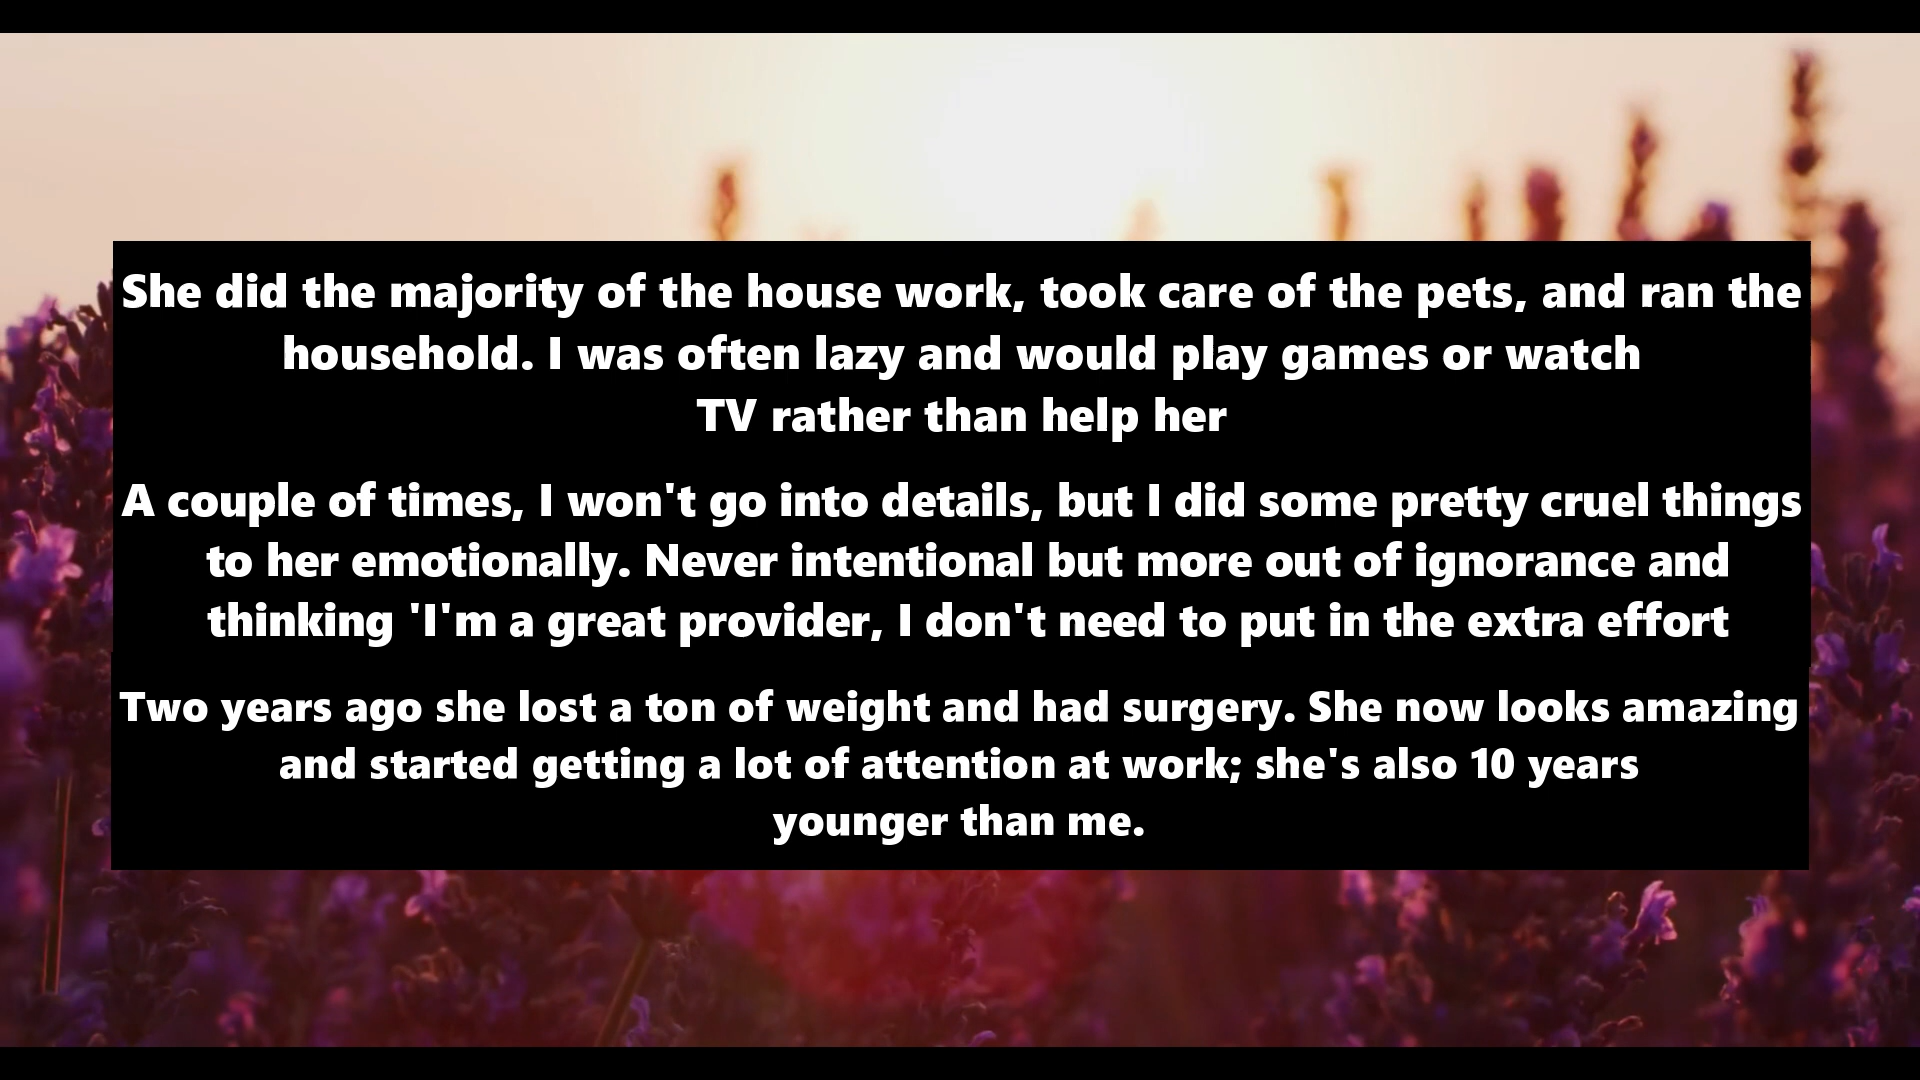 She did the majority of the house work, took care of the pets, and ran the
household. I was often lazy and would play games or watch
TV rather than help her
A couple of times, I won't go into details, but I did some pretty cruel things
to her emotionally. Never intentional but more out of ignorance and
thinking 'I'm a great provider, I don't need to put in the extra effort
Two years ago she lost a ton of weight and had surgery. She now looks amazing
and started getting a lot of attention at work; she's also 10 years
younger than me.